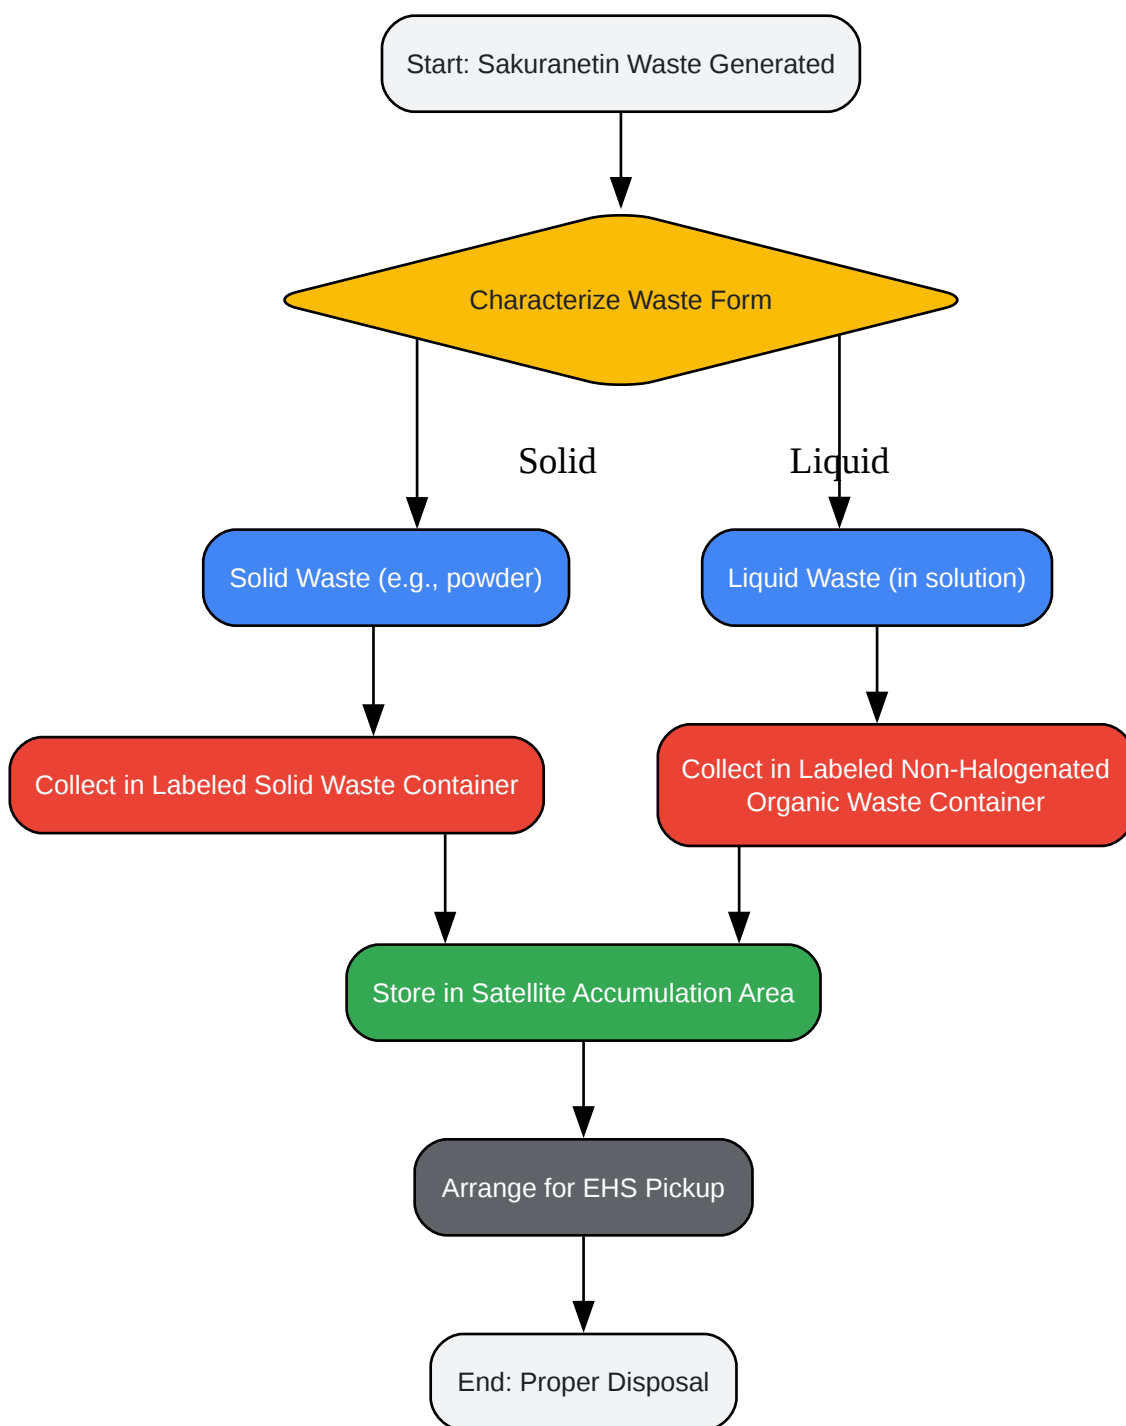 Start: Sakuranetin Waste Generated
Characterize Waste Form
Solid
Liquid
Solid Waste (e.g., powder)
Liquid Waste (in solution)
Collect in Labeled Solid Waste Container
Collect in Labeled Non-Halogenated
Organic Waste Container
Store in Satellite Accumulation Area
Arrange for EHS Pickup
End: Proper Disposal